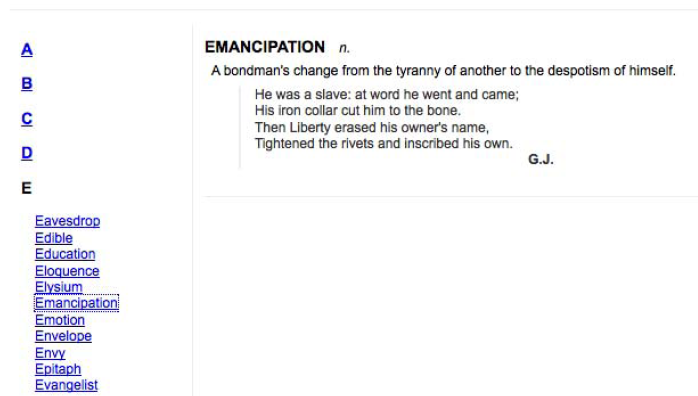 A
B
C
D
E
Eavesdrop
Edible
Education
Eloquence
Elysium
Emancipation
Emotion
Envelope
Envy
Epitaph
Evangelist
EMANCIPATION n.
A bondman's change from the tyranny of another to the despotism of himself.
He was a slave: at word he went and came;
His iron collar cut him to the bone.
Then Liberty erased his owner's name,
Tightened the rivets and inscribed his own.
G.J.